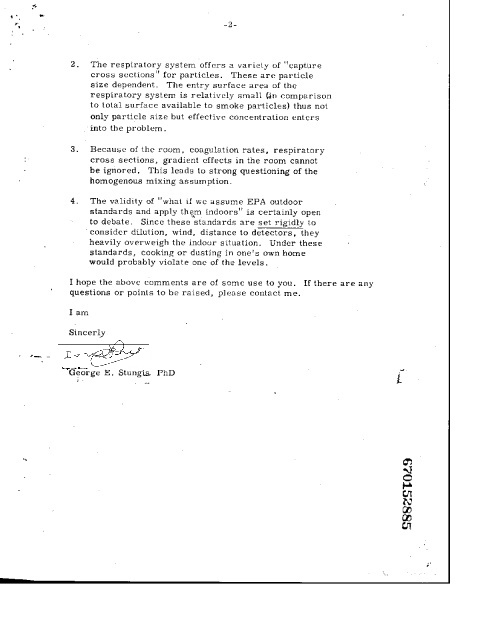 -2-
2. The respiratory system offers a variety of "capture
cross sections" for particles. These are particle
size dependent. The entry surface area of the
respiratory system is relatively small (in comparison
to total surface available to smoke particles) thus not
only particle size but effective concentration enters
into the problem.
3. Because of the room, coagulation rates, respiratory
cross sections, gradient effects in the room cannot
be ignored. This leads to strong questioning of the
homogenous mixing assumption.
4. The validity of "what if we assume EPA outdoor
standards and apply them indoors" is certainly open
to debate. Since these standards are set rigidly to
consider dilution, wind, distance to detectors, they
heavily overweigh the indoor situation. Under these
standards, cooking or dusting in one's own home
would probably violate one of the levels.
I hope the above comments are of some use to you. If there are any
questions or points to be raised, please contact me.
I am
Sincerly
George E. Stungis PhD
670152885